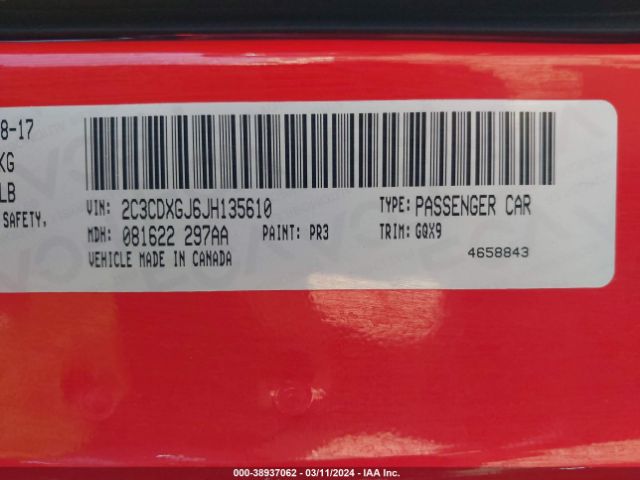 8-17
KG
LB
SAFETY,
VIN: 2C3CDXGJ6JH135610 TYPE: PASSENGER CAR
MDH: 081622 297AA PAINT: PR3 TRIM: GQX9
VEHICLE MADE IN CANADA 4658843
000-38937062 - 03/11/2024 - IAA Inc.